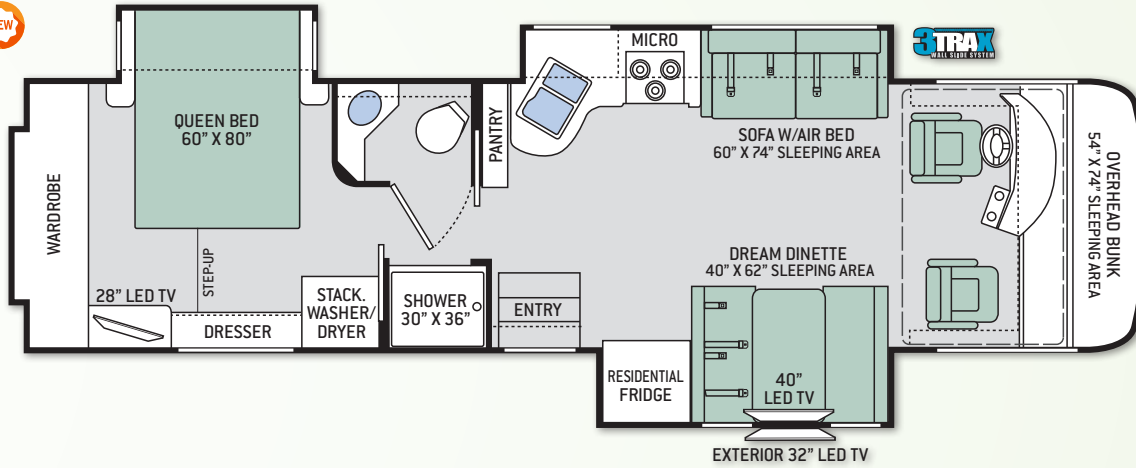 EW
3TRAX
WALL SLIDE SYSTEM
MICRO
QUEEN BED
60” X 80”
PANTRY
SOFA W/AIR BED
60” X 74” SLEEPING AREA
OVERHEAD BUNK
54” X 74” SLEEPING AREA
WARDROBE
STEP-UP
DREAM DINETTE
40” X 62” SLEEPING AREA
28” LED TV
DRESSER
STACK.
WASHER/
DRYER
SHOWER
30” X 36”
ENTRY
RESIDENTIAL
FRIDGE
40”
LED TV
EXTERIOR 32” LED TV